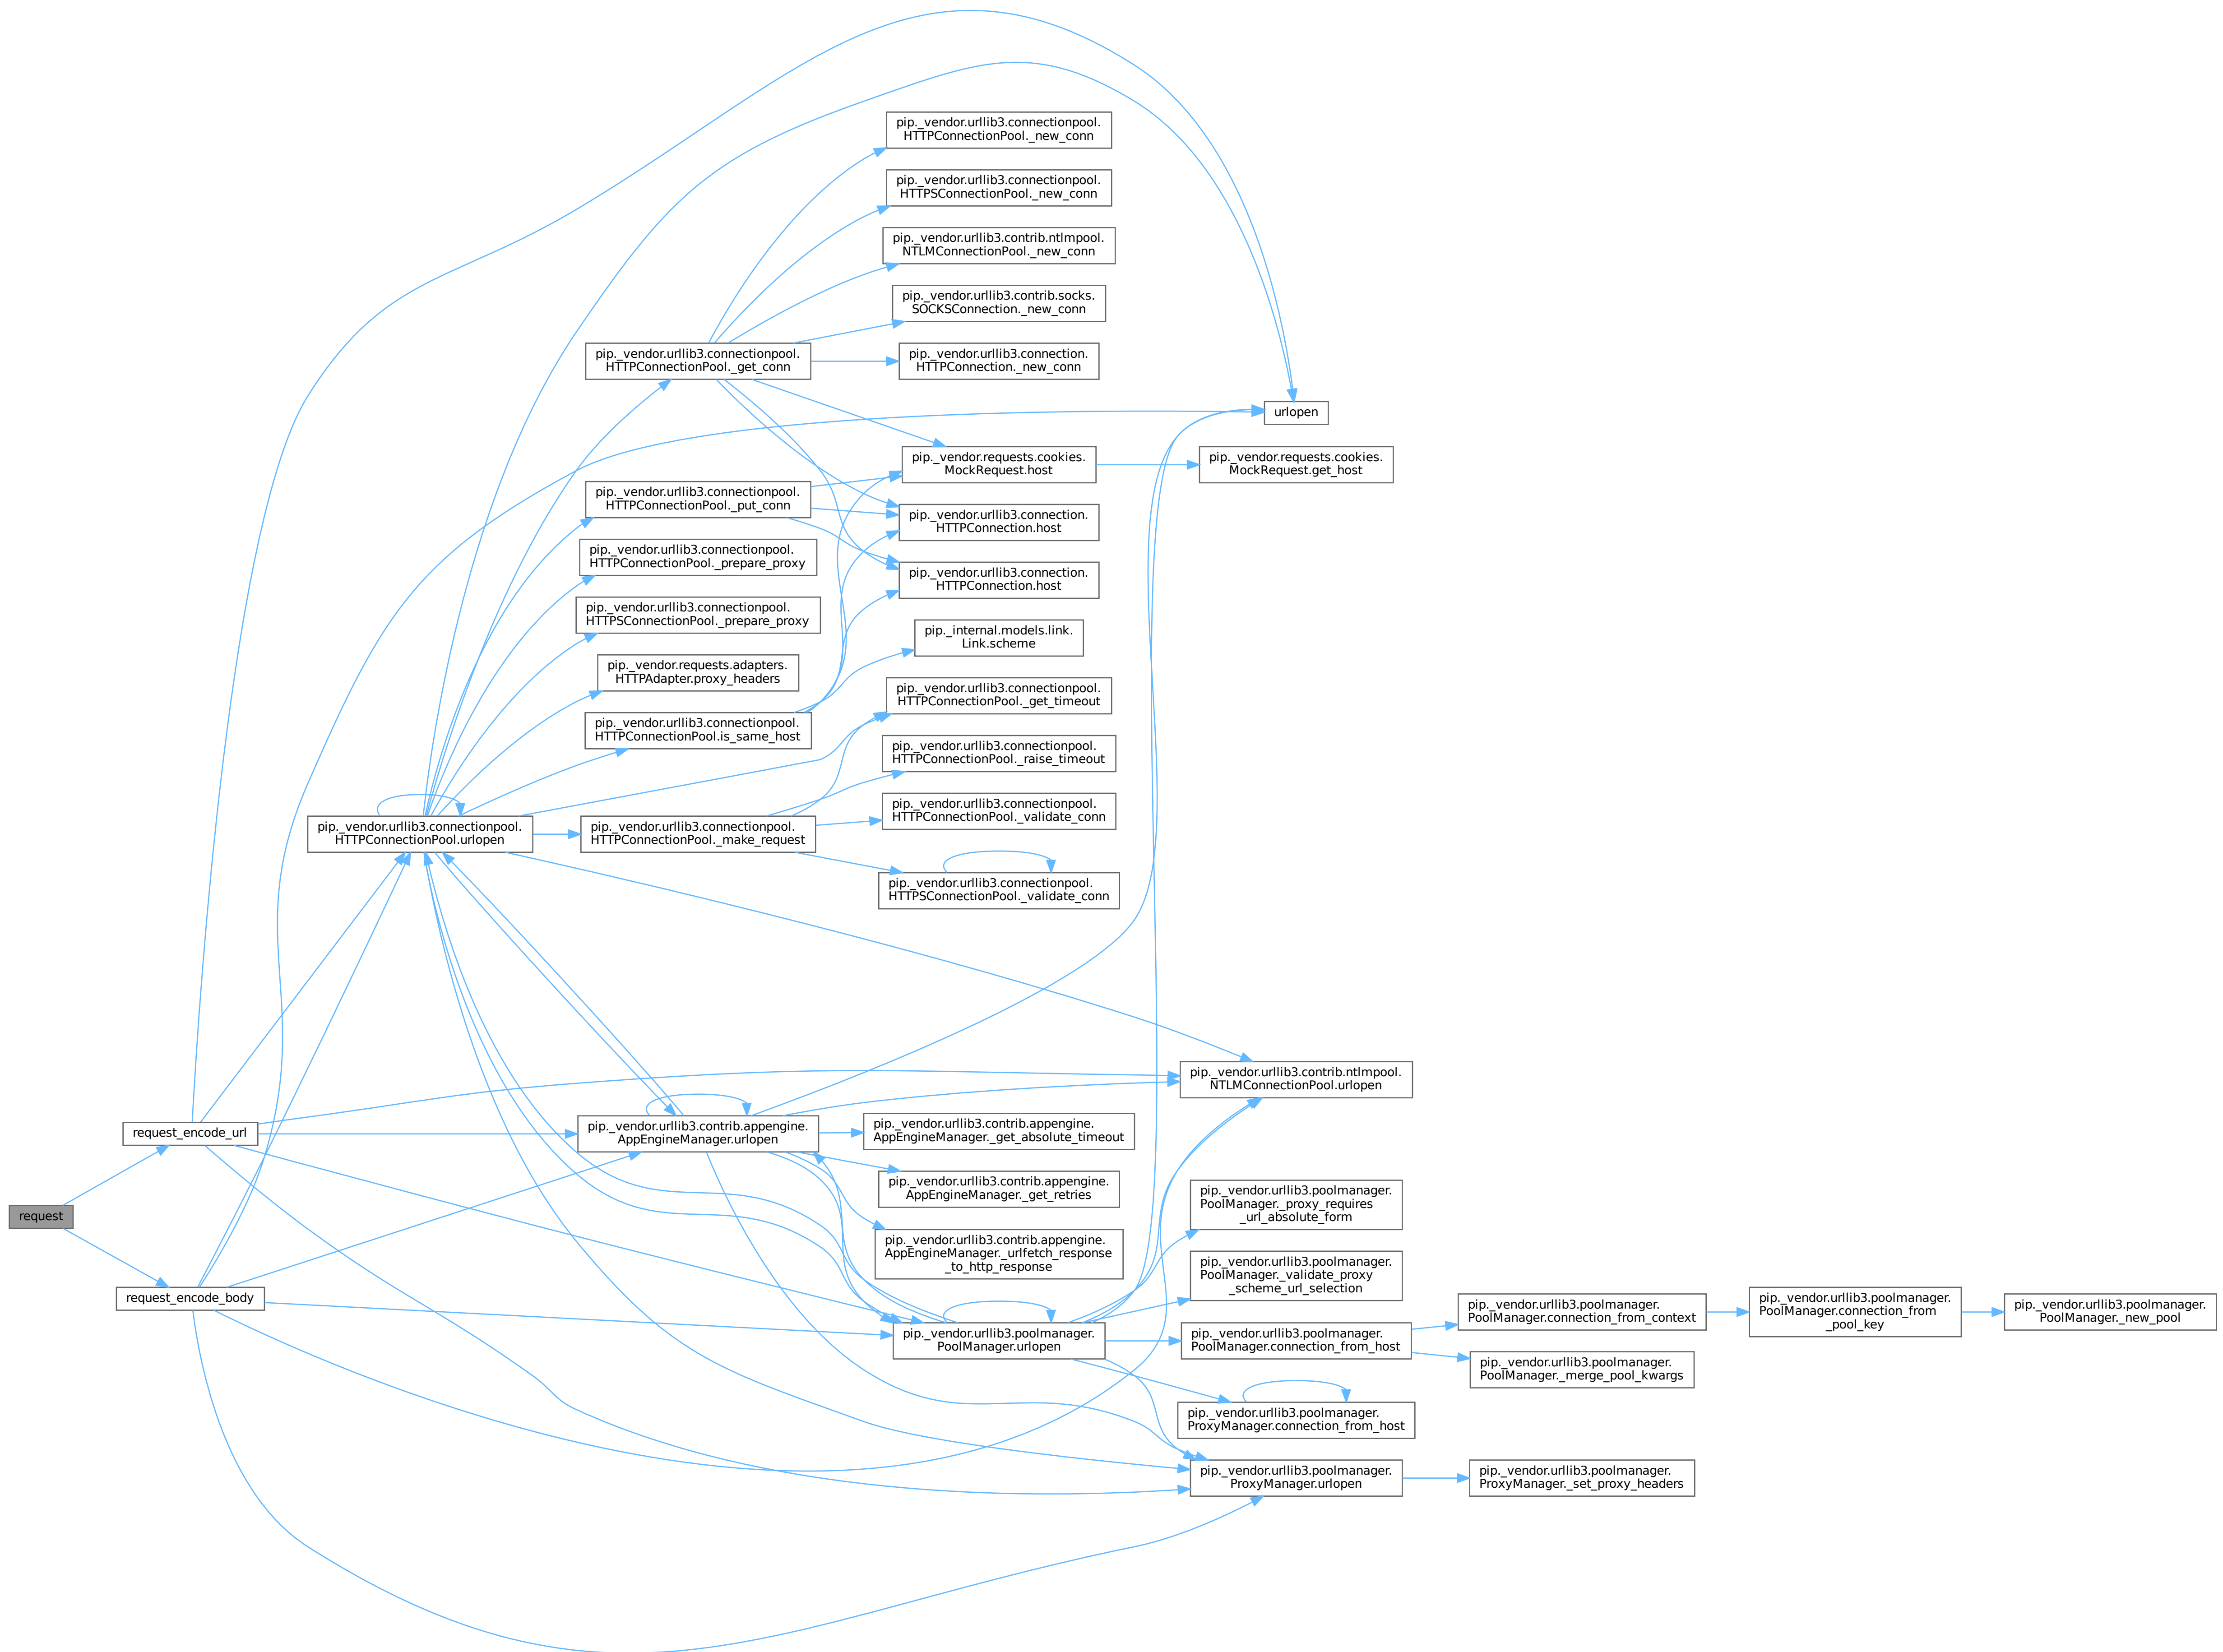 request
request_encode_url
request_encode_body
pip._vendor.urllib3.connectionpool.
HTTPConnectionPool.urlopen
pip._vendor.urllib3.connectionpool.
HTTPConnectionPool._get_conn
pip._vendor.urllib3.connectionpool.
HTTPConnectionPool._put_conn
pip._vendor.urllib3.connectionpool.
HTTPConnectionPool._prepare_proxy
pip._vendor.urllib3.connectionpool.
HTTPSConnectionPool._prepare_proxy
pip._vendor.requests.adapters.
HTTPAdapter.proxy_headers
pip._vendor.urllib3.connectionpool.
HTTPConnectionPool.is_same_host
pip._vendor.urllib3.connectionpool.
HTTPConnectionPool._make_request
pip._vendor.urllib3.contrib.appengine.
AppEngineManager.urlopen
pip._vendor.urllib3.connectionpool.
HTTPConnectionPool._new_conn
pip._vendor.urllib3.connectionpool.
HTTPSConnectionPool._new_conn
pip._vendor.urllib3.contrib.ntlmpool.
NTLMConnectionPool._new_conn
pip._vendor.urllib3.contrib.socks.
SOCKSConnection._new_conn
pip._vendor.urllib3.connection.
HTTPConnection._new_conn
pip._vendor.requests.cookies.
MockRequest.host
pip._vendor.urllib3.connection.
HTTPConnection.host
pip._vendor.urllib3.connection.
HTTPConnection.host
pip._internal.models.link.
Link.scheme
pip._vendor.urllib3.connectionpool.
HTTPConnectionPool._get_timeout
pip._vendor.urllib3.connectionpool.
HTTPConnectionPool._raise_timeout
pip._vendor.urllib3.connectionpool.
HTTPConnectionPool._validate_conn
pip._vendor.urllib3.connectionpool.
HTTPSConnectionPool._validate_conn
pip._vendor.urllib3.contrib.appengine.
AppEngineManager._get_absolute_timeout
pip._vendor.urllib3.contrib.appengine.
AppEngineManager._get_retries
pip._vendor.urllib3.contrib.appengine.
AppEngineManager._urlfetch_response
_to_http_response
pip._vendor.urllib3.poolmanager.
PoolManager.urlopen
urlopen
pip._vendor.requests.cookies.
MockRequest.get_host
pip._vendor.urllib3.contrib.ntlmpool.
NTLMConnectionPool.urlopen
pip._vendor.urllib3.poolmanager.
PoolManager._proxy_requires
_url_absolute_form
pip._vendor.urllib3.poolmanager.
PoolManager._validate_proxy
_scheme_url_selection
pip._vendor.urllib3.poolmanager.
PoolManager.connection_from_host
pip._vendor.urllib3.poolmanager.
ProxyManager.connection_from_host
pip._vendor.urllib3.poolmanager.
ProxyManager.urlopen
pip._vendor.urllib3.poolmanager.
PoolManager.connection_from_context
pip._vendor.urllib3.poolmanager.
PoolManager._merge_pool_kwargs
pip._vendor.urllib3.poolmanager.
ProxyManager._set_proxy_headers
pip._vendor.urllib3.poolmanager.
PoolManager.connection_from
_pool_key
pip._vendor.urllib3.poolmanager.
PoolManager._new_pool